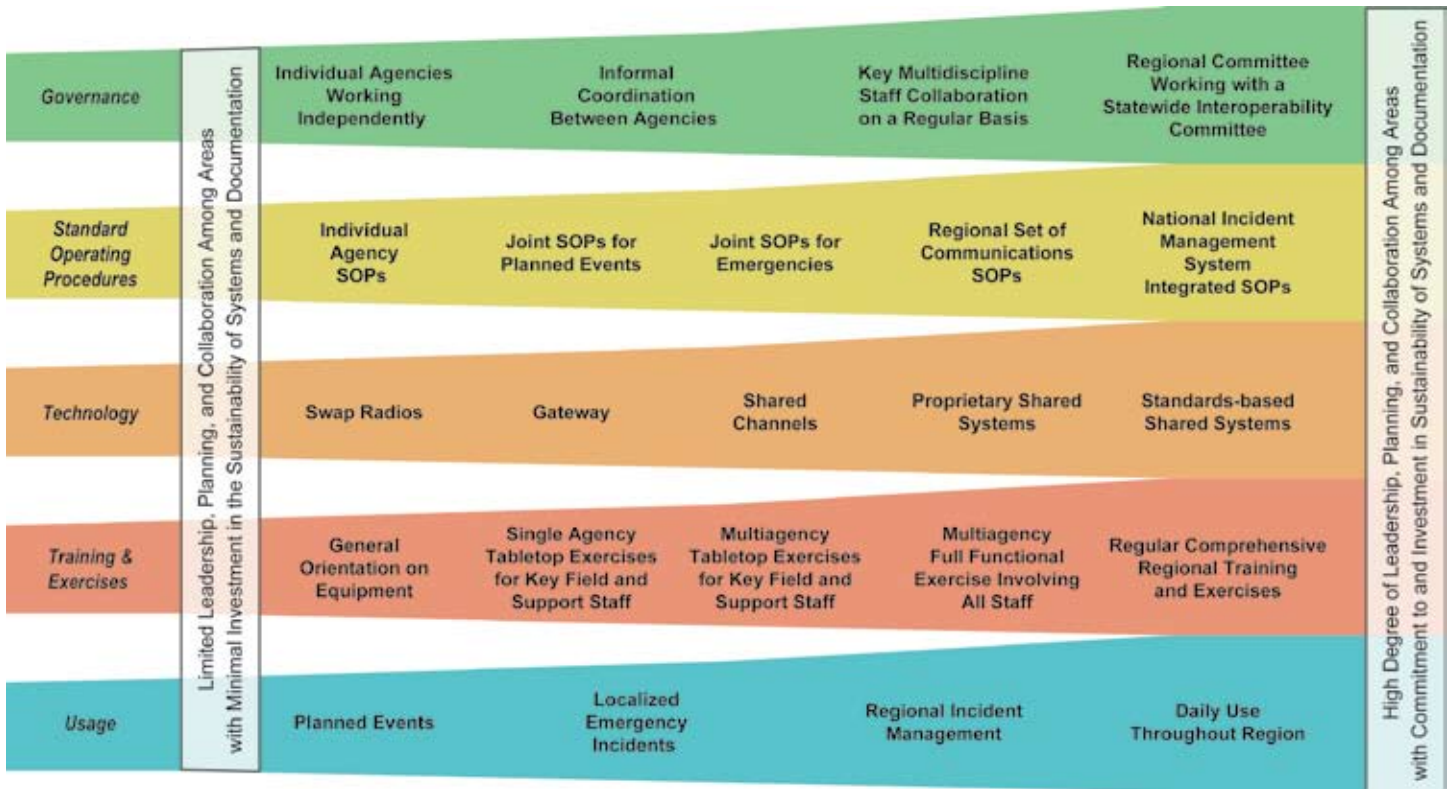 Governance
Limited Leadership, Planning, and Collaboration Among Areas
with Minimal Investment in the Sustainability of Systems and Documentation
Individual Agencies
Working
Independently
Informal
Coordination
Between Agencies
Key Multidiscipline
Staff Collaboration
on a Regular Basis
Regional Committee
Working with a
Statewide Interoperability
Committee
High Degree of Leadership, Planning, and Collaboration Among Areas
with Commitment to and Investment in Sustainability of Systems and Documentation
Standard
Operating
Procedures
Individual
Agency
SOPs
Joint SOPs for
Planned Events
Joint SOPs for
Emergencies
Regional Set of
Communications
SOPs
National Incident
Management
System
Integrated SOPs
Technology
Swap Radios
Gateway
Shared
Channels
Proprietary Shared
Systems
Standards-based
Shared Systems
Training &
Exercises
General
Orientation on
Equipment
Single Agency
Tabletop Exercises
for Key Field and
Support Staff
Multiagency
Tabletop Exercises
for Key Field and
Support Staff
Multiagency
Full Functional
Exercise Involving
All Staff
Regular Comprehensive
Regional Training
and Exercises
Usage
Planned Events
Localized
Emergency
Incidents
Regional Incident
Management
Daily Use
Throughout Region